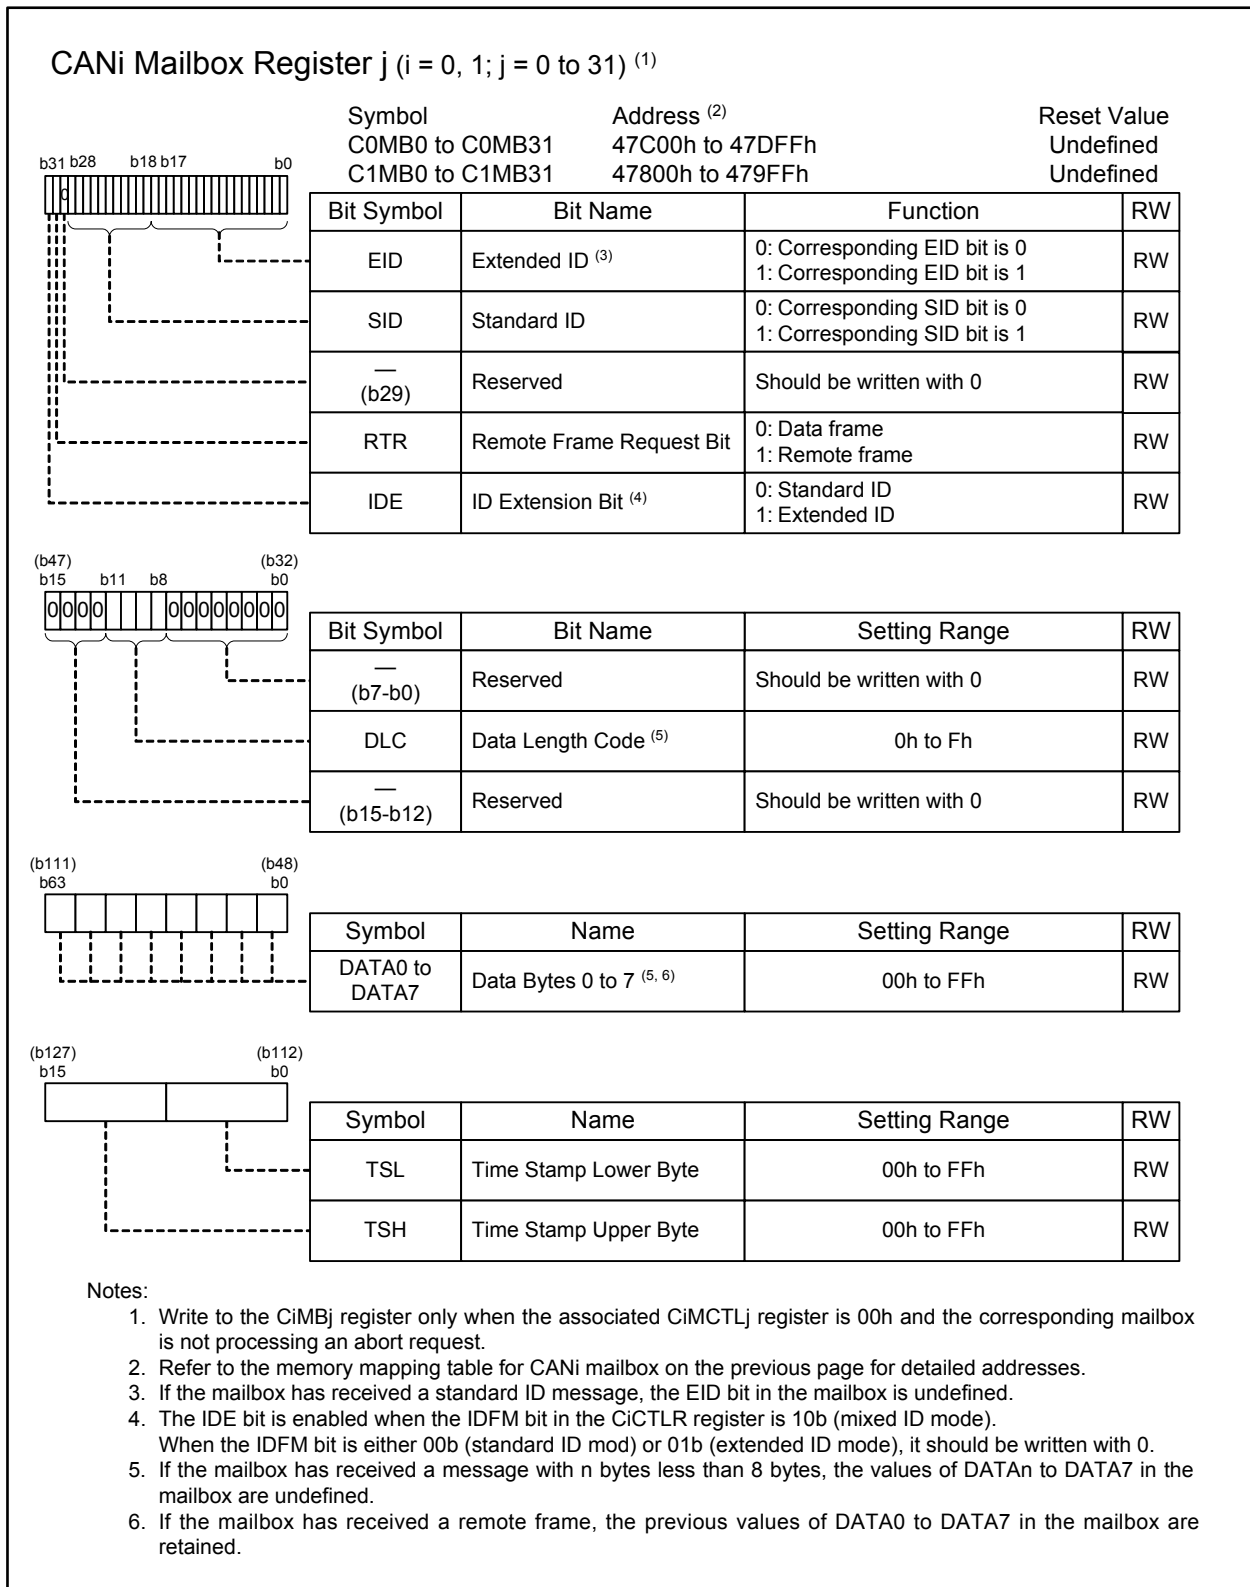 CANi Mailbox Register j (i = 0, 1; j = 0 to 31) (1)
Symbol Address (2) Reset Value
C0MB0 to C0MB31 47C00h to 47DFFh Undefined
C1MB0 to C1MB31 47800h to 479FFh Undefined
b31 b28 b18 b17 b0
0
Bit Symbol Bit Name Function RW
EID Extended ID (3) 0: Corresponding EID bit is 0 RW
1: Corresponding EID bit is 1
SID Standard ID 0: Corresponding SID bit is 0 RW
1: Corresponding SID bit is 1
— (b29) Reserved Should be written with 0 RW
RTR Remote Frame Request Bit 0: Data frame RW
1: Remote frame
IDE ID Extension Bit (4) 0: Standard ID RW
1: Extended ID
(b47) (b32)
b15 b11 b8 b0
0 0 0 0 0 0 0 0 0 0 0 0
Bit Symbol Bit Name Setting Range RW
— (b7-b0) Reserved Should be written with 0 RW
DLC Data Length Code (5) 0h to Fh RW
— (b15-b12) Reserved Should be written with 0 RW
(b111) (b48)
b63 b0
Symbol Name Setting Range RW
DATA0 to DATA7 Data Bytes 0 to 7 (5, 6) 00h to FFh RW
(b127) (b112)
b15 b0
Symbol Name Setting Range RW
TSL Time Stamp Lower Byte 00h to FFh RW
TSH Time Stamp Upper Byte 00h to FFh RW
Notes:
1. Write to the CiMBj register only when the associated CiMCTLj register is 00h and the corresponding mailbox
is not processing an abort request.
2. Refer to the memory mapping table for CANi mailbox on the previous page for detailed addresses.
3. If the mailbox has received a standard ID message, the EID bit in the mailbox is undefined.
4. The IDE bit is enabled when the IDFM bit in the CiCTLR register is 10b (mixed ID mode).
When the IDFM bit is either 00b (standard ID mod) or 01b (extended ID mode), it should be written with 0.
5. If the mailbox has received a message with n bytes less than 8 bytes, the values of DATAn to DATA7 in the
mailbox are undefined.
6. If the mailbox has received a remote frame, the previous values of DATA0 to DATA7 in the mailbox are
retained.